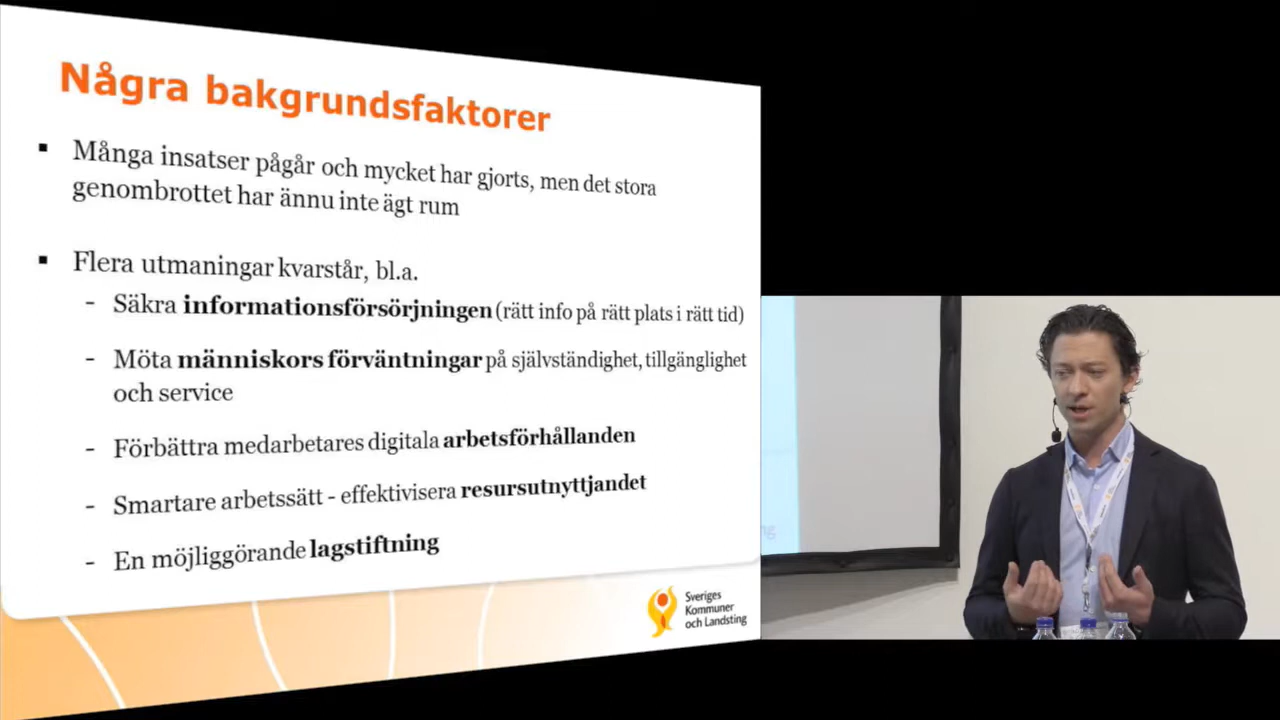 Några bakgrundsfaktorer
▪ Många insatser pågår och mycket har gjorts, men det stora
genombrottet har ännu inte ägt rum
▪ Flera utmaningar kvarstår, bl.a.
- Säkra informationsförsörjningen (rätt info på rätt plats i rätt tid)
- Möta människors förväntningar på självständighet, tillgänglighet
och service
- Förbättra medarbetares digitala arbetsförhållanden
- Smartare arbetssätt - effektivisera resursutnyttjandet
- En möjliggörande lagstiftning
Sveriges
Kommuner
och Landsting